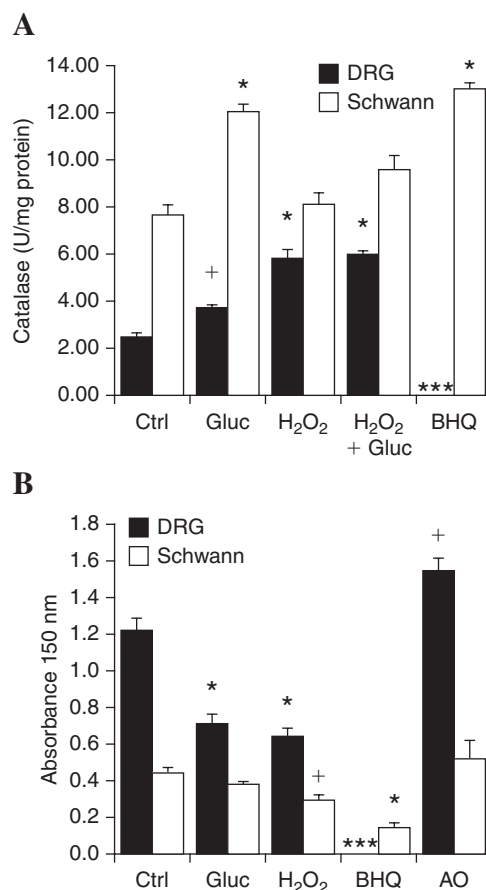 A
DRG
Schwann
Catalase (U/mg protein)
14.00
12.00
10.00
8.00
6.00
4.00
2.00
0.00
*
+
*
*
***
*
Ctrl
Gluc
H₂O₂
H₂O₂
+ Gluc
BHQ
B
DRG
Schwann
Absorbance 150 nm
1.8
1.6
1.4
1.2
1.0
0.8
0.6
0.4
0.2
0.0
*
*
+
***
*
+
Ctrl
Gluc
H₂O₂
BHQ
AO